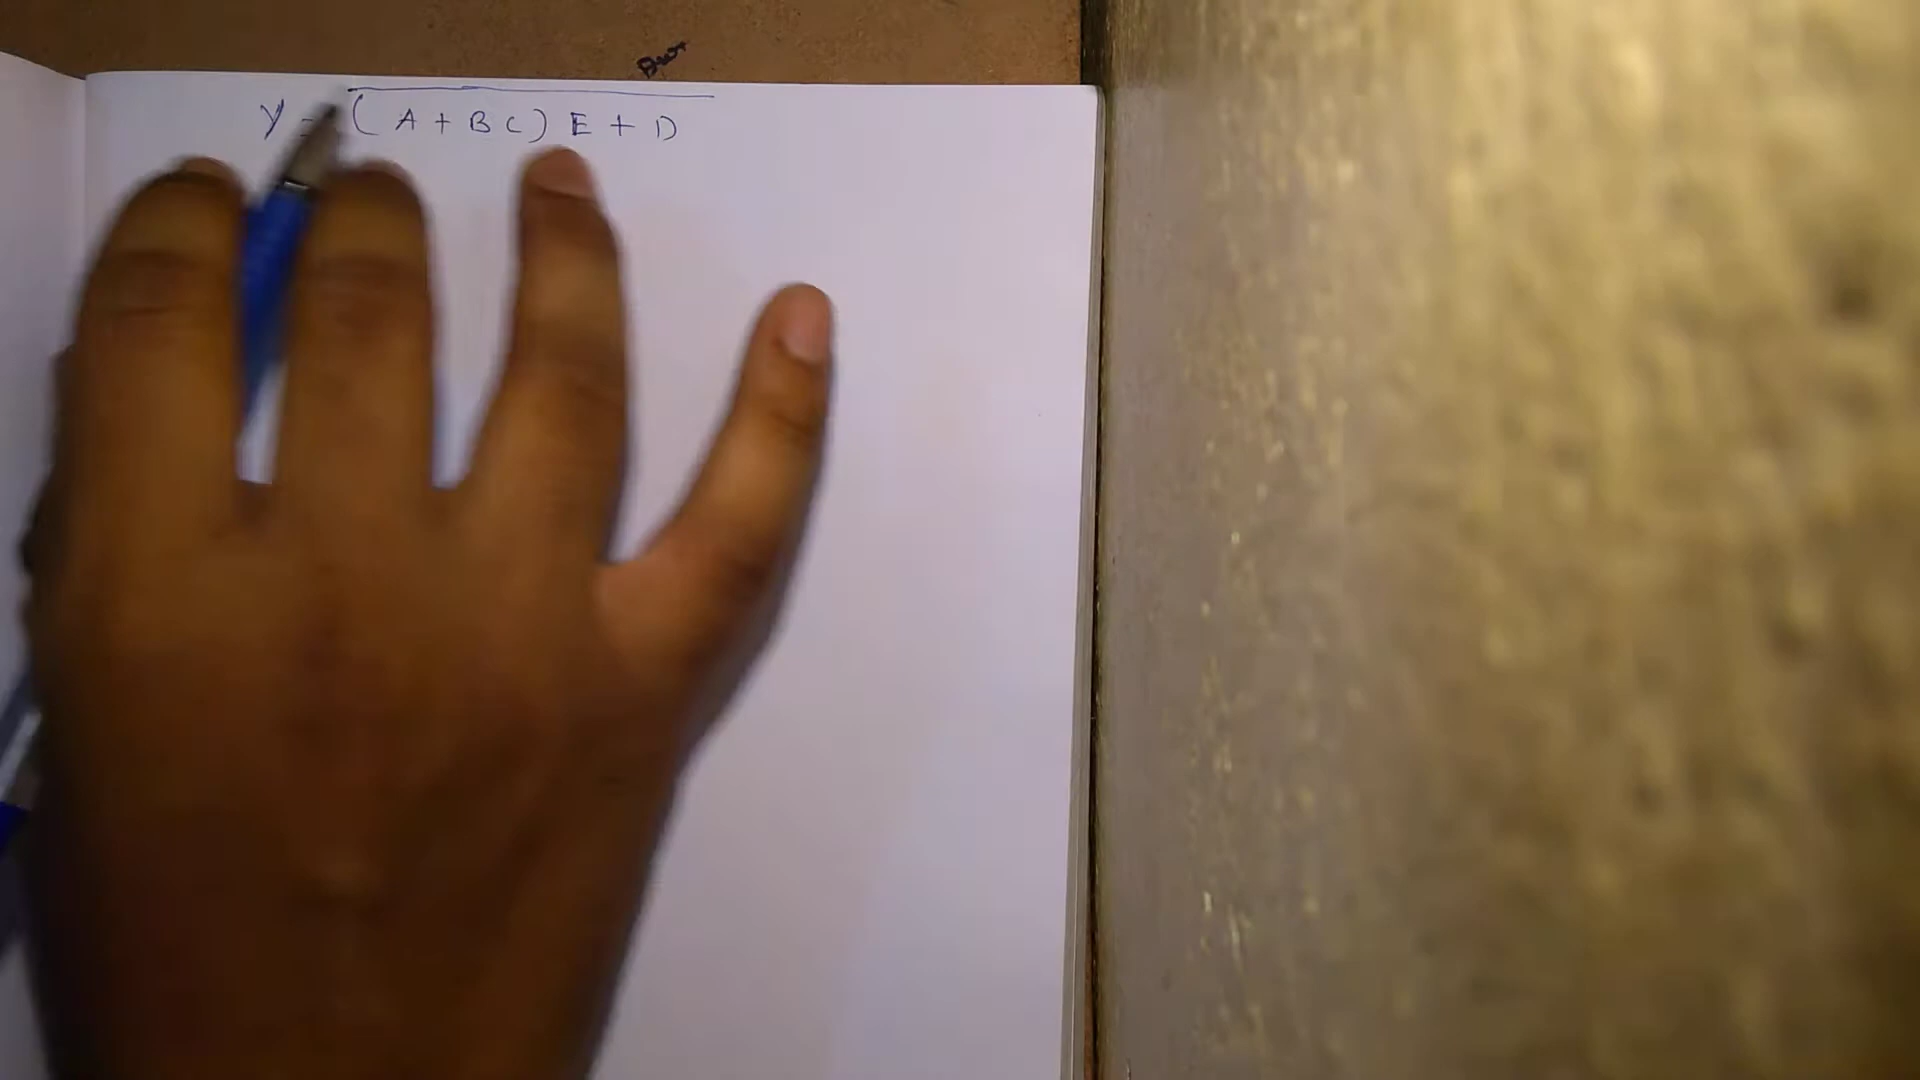 Y = (A + BC) E + D